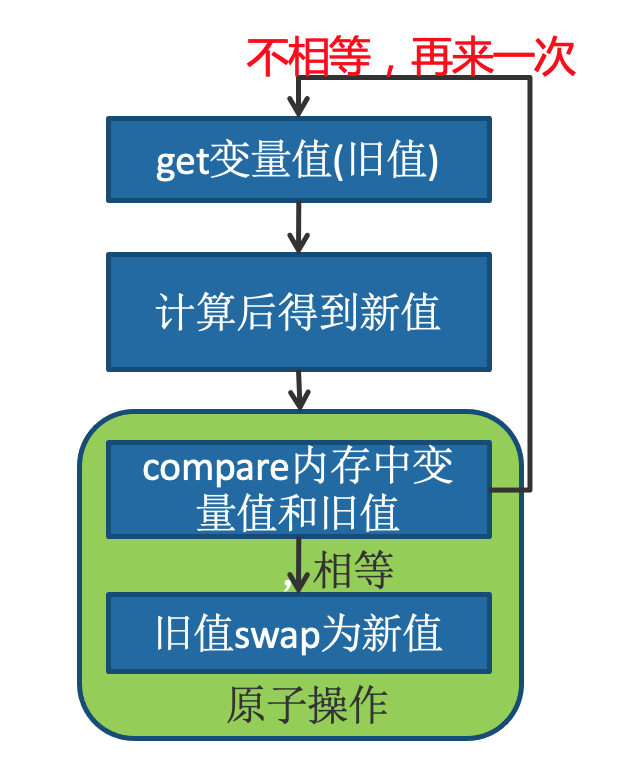 不相等，再来一次
get变量值(旧值)
计算后得到新值
compare内存中变
量值和旧值
，相等
旧值swap为新值
原子操作